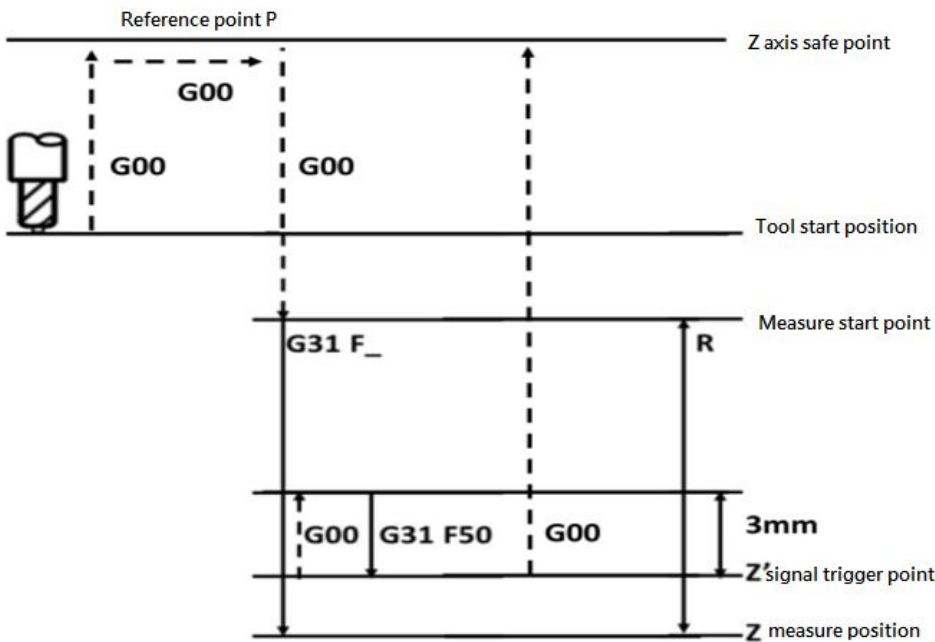 Reference point P
Z axis safe point
G00
G00
G00
Tool start position
Measure start point
G31 F_
R
G00
G31 F50
G00
3mm
Z' signal trigger point
Z measure position